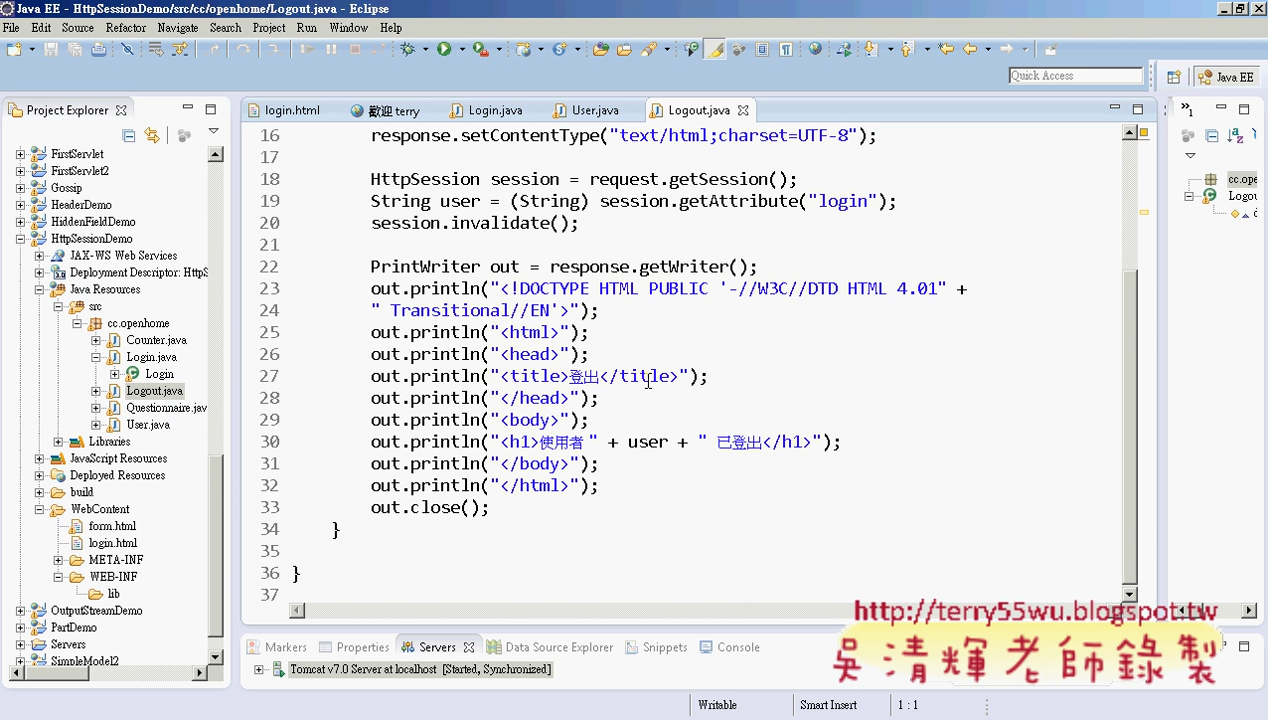 Java EE - HttpSessionDemo/src/cc/openhome/Logout.java - Eclipse
File Edit Source Refactor Navigate Search Project Run Window Help
Quick Access
Java EE
Project Explorer
login.html
歡迎 terry
Login.java
User.java
Logout.java
1
FirstServlet
FirstServlet2
Gossip
HeaderDemo
HiddenFieldDemo
HttpSessionDemo
JAX-WS Web Services
Deployment Descriptor: HttpS
Java Resources
src
cc.openhome
Counter.java
Login.java
Login
Logout.java
Questionnaire.jav
User.java
Libraries
JavaScript Resources
Deployed Resources
build
WebContent
form.html
login.html
META-INF
WEB-INF
lib
OutputStreamDemo
PartDemo
Servers
SimpleModel2
16 response.setContentType("text/html;charset=UTF-8");
17
18 HttpSession session = request.getSession();
19 String user = (String) session.getAttribute("login");
20 session.invalidate();
21
22 PrintWriter out = response.getWriter();
23 out.println("<!DOCTYPE HTML PUBLIC '-//W3C//DTD HTML 4.01" +
24 " Transitional//EN'>");
25 out.println("<html>");
26 out.println("<head>");
27 out.println("<title>登出</title>");
28 out.println("</head>");
29 out.println("<body>");
30 out.println("<h1>使用者 " + user + " 已登出</h1>");
31 out.println("</body>");
32 out.println("</html>");
33 out.close();
34 }
35
36 }
37
cc.ope
Logou
d
Markers
Properties
Servers
Data Source Explorer
Snippets
Console
Tomcat v7.0 Server at localhost [Started, Synchronized]
http://terry55wu.blogspot.tw
吳清輝老師錄製
Writable
Smart Insert
1 : 1